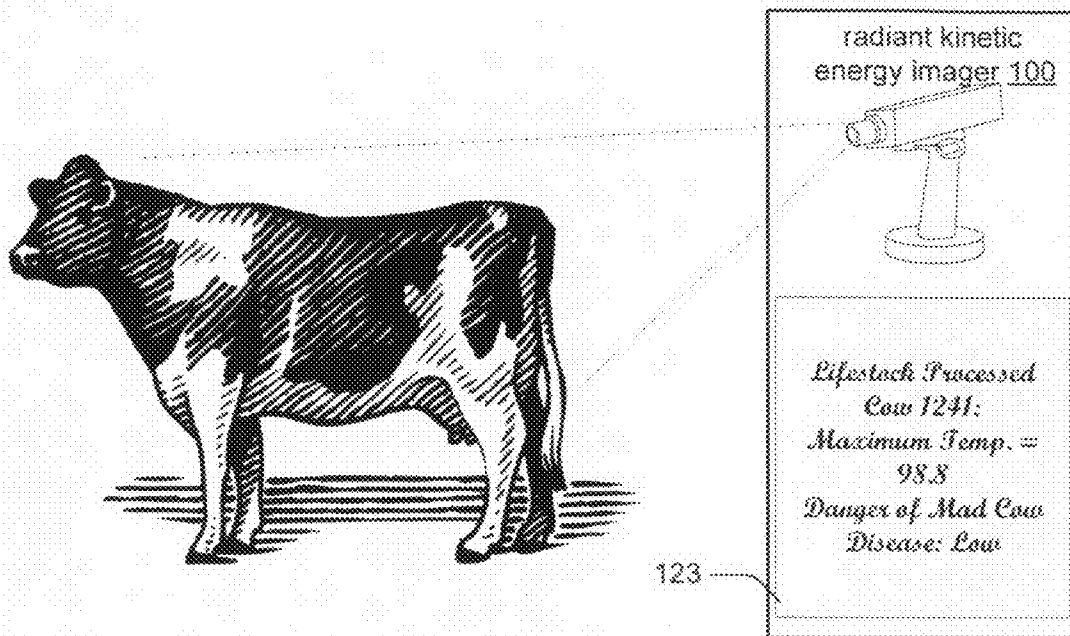 radiant kinetic
energy imager 100
Lifestock Processed
Cow 1241:
Maximum Temp. =
98.8
Danger of Mad Cow
Disease: Low
123